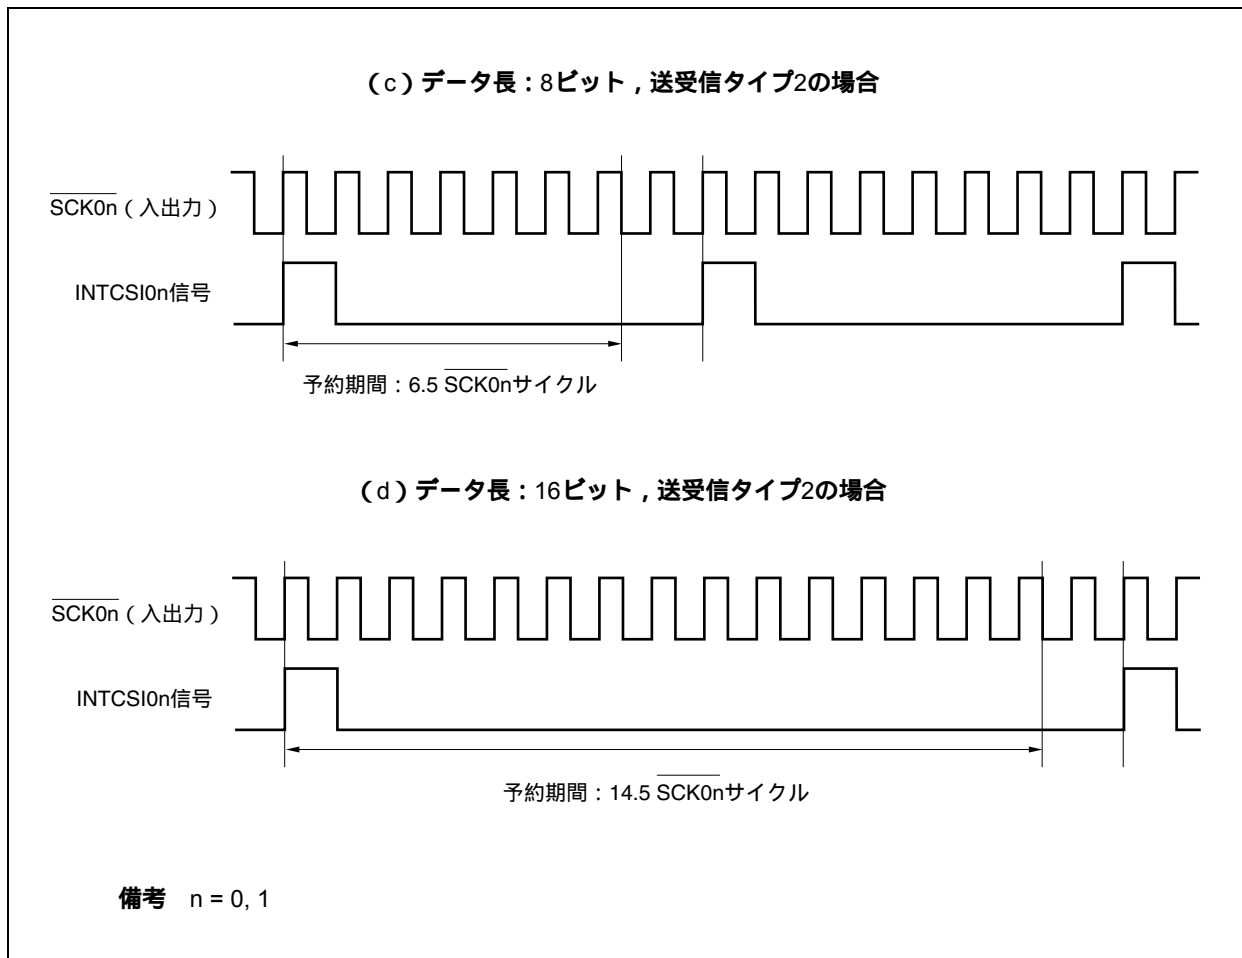 （c）データ長：8ビット，送受信タイプ2の場合
SCK0n（入出力）
INTCSI0n信号
予約期間：6.5 SCK0nサイクル
（d）データ長：16ビット，送受信タイプ2の場合
SCK0n（入出力）
INTCSI0n信号
予約期間：14.5 SCK0nサイクル
備考　n = 0, 1